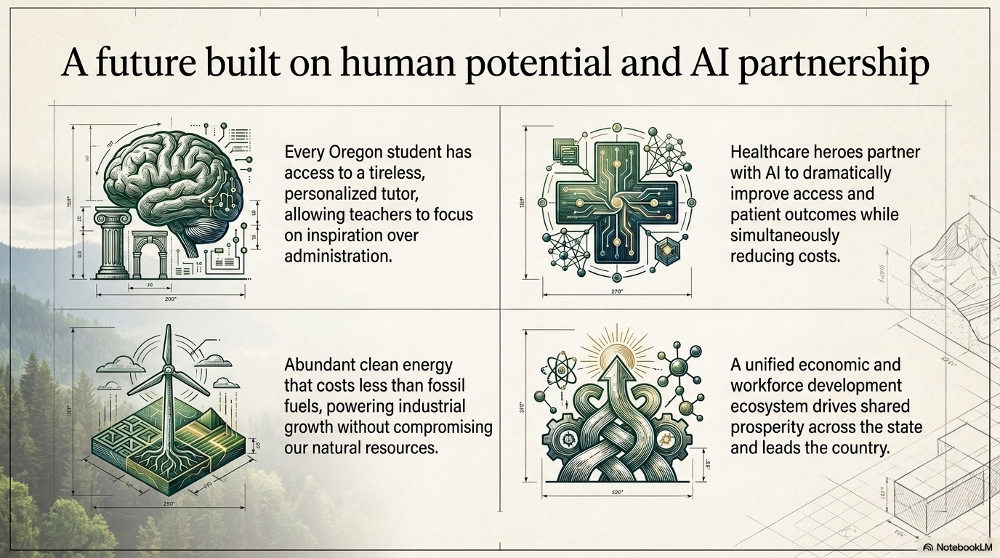 A future built on human potential and AI partnership
Every Oregon student has
access to a tireless,
personalized tutor,
allowing teachers to focus
on inspiration over
administration.
20
200"
Healthcare heroes partner
with AI to dramatically
improve access and
patient outcomes while
simultaneously
reducing costs.
270"
Abundant clean energy
that costs less than fossil
fuels, powering industrial
growth without compromising
our natural resources.
250"
A unified economic and
workforce development
ecosystem drives shared
prosperity across the state
and leads the country.
520"
NotebookLM